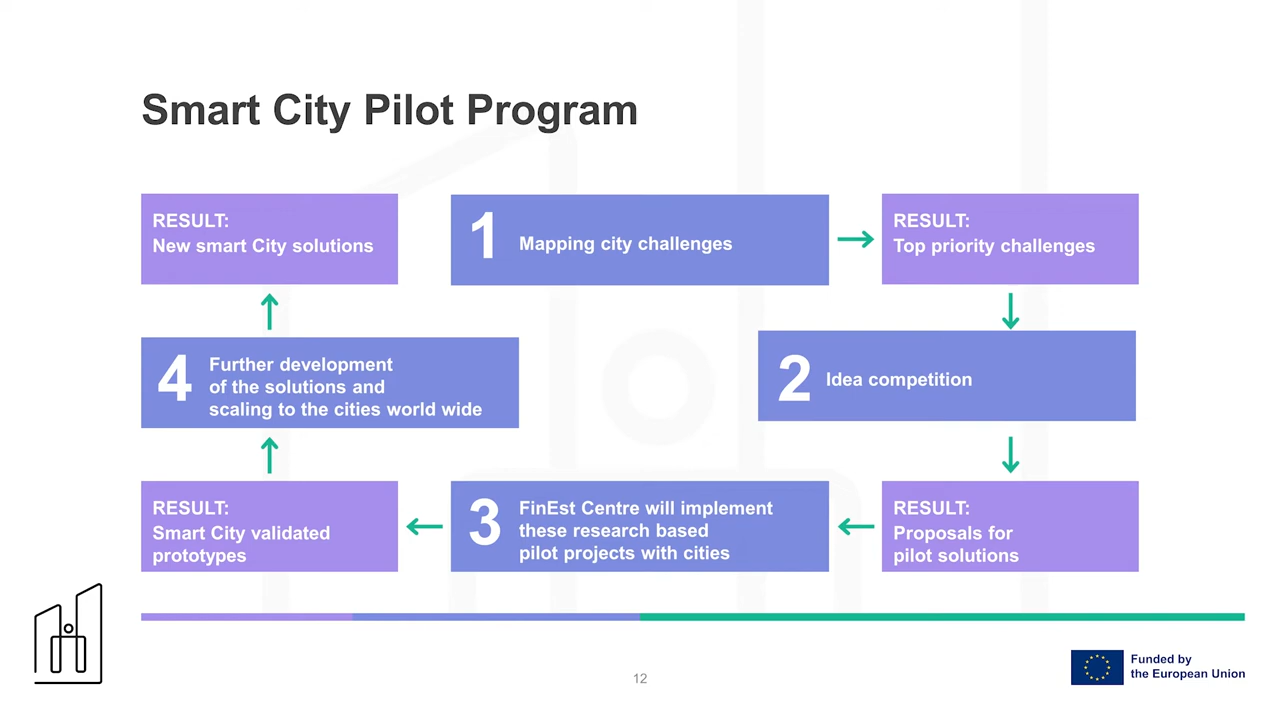 Smart City Pilot Program
RESULT:
New smart City solutions
1
Mapping city challenges
RESULT:
Top priority challenges
4
Further development
of the solutions and
scaling to the cities world wide
2
Idea competition
RESULT:
Smart City validated
prototypes
3
FinEst Centre will implement
these research based
pilot projects with cities
RESULT:
Proposals for
pilot solutions
12
Funded by
the European Union